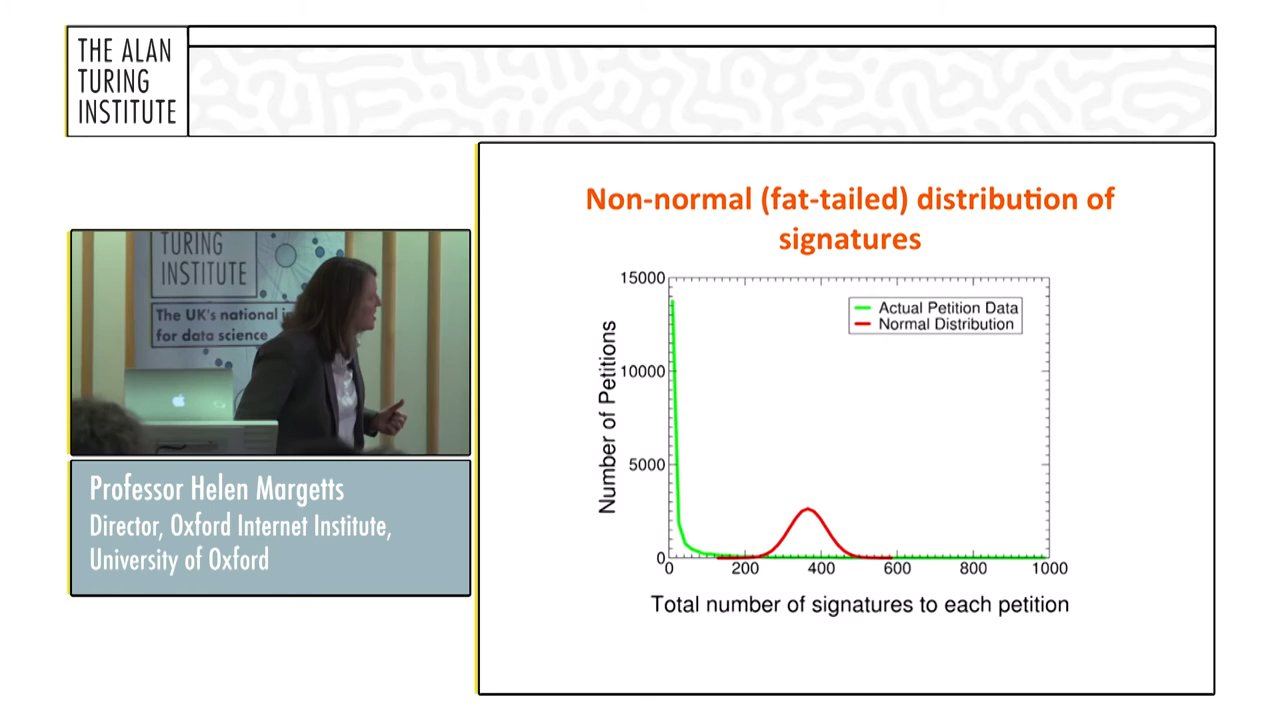 THE ALAN
TURING
INSTITUTE
TURING
INSTITUTE
The UK's national
for data science
Professor Helen Margetts
Director, Oxford Internet Institute,
University of Oxford
Non-normal (fat-tailed) distribution of
signatures
Actual Petition Data
Normal Distribution
Number of Petitions
15000
10000
5000
0
0 200 400 600 800 1000
Total number of signatures to each petition